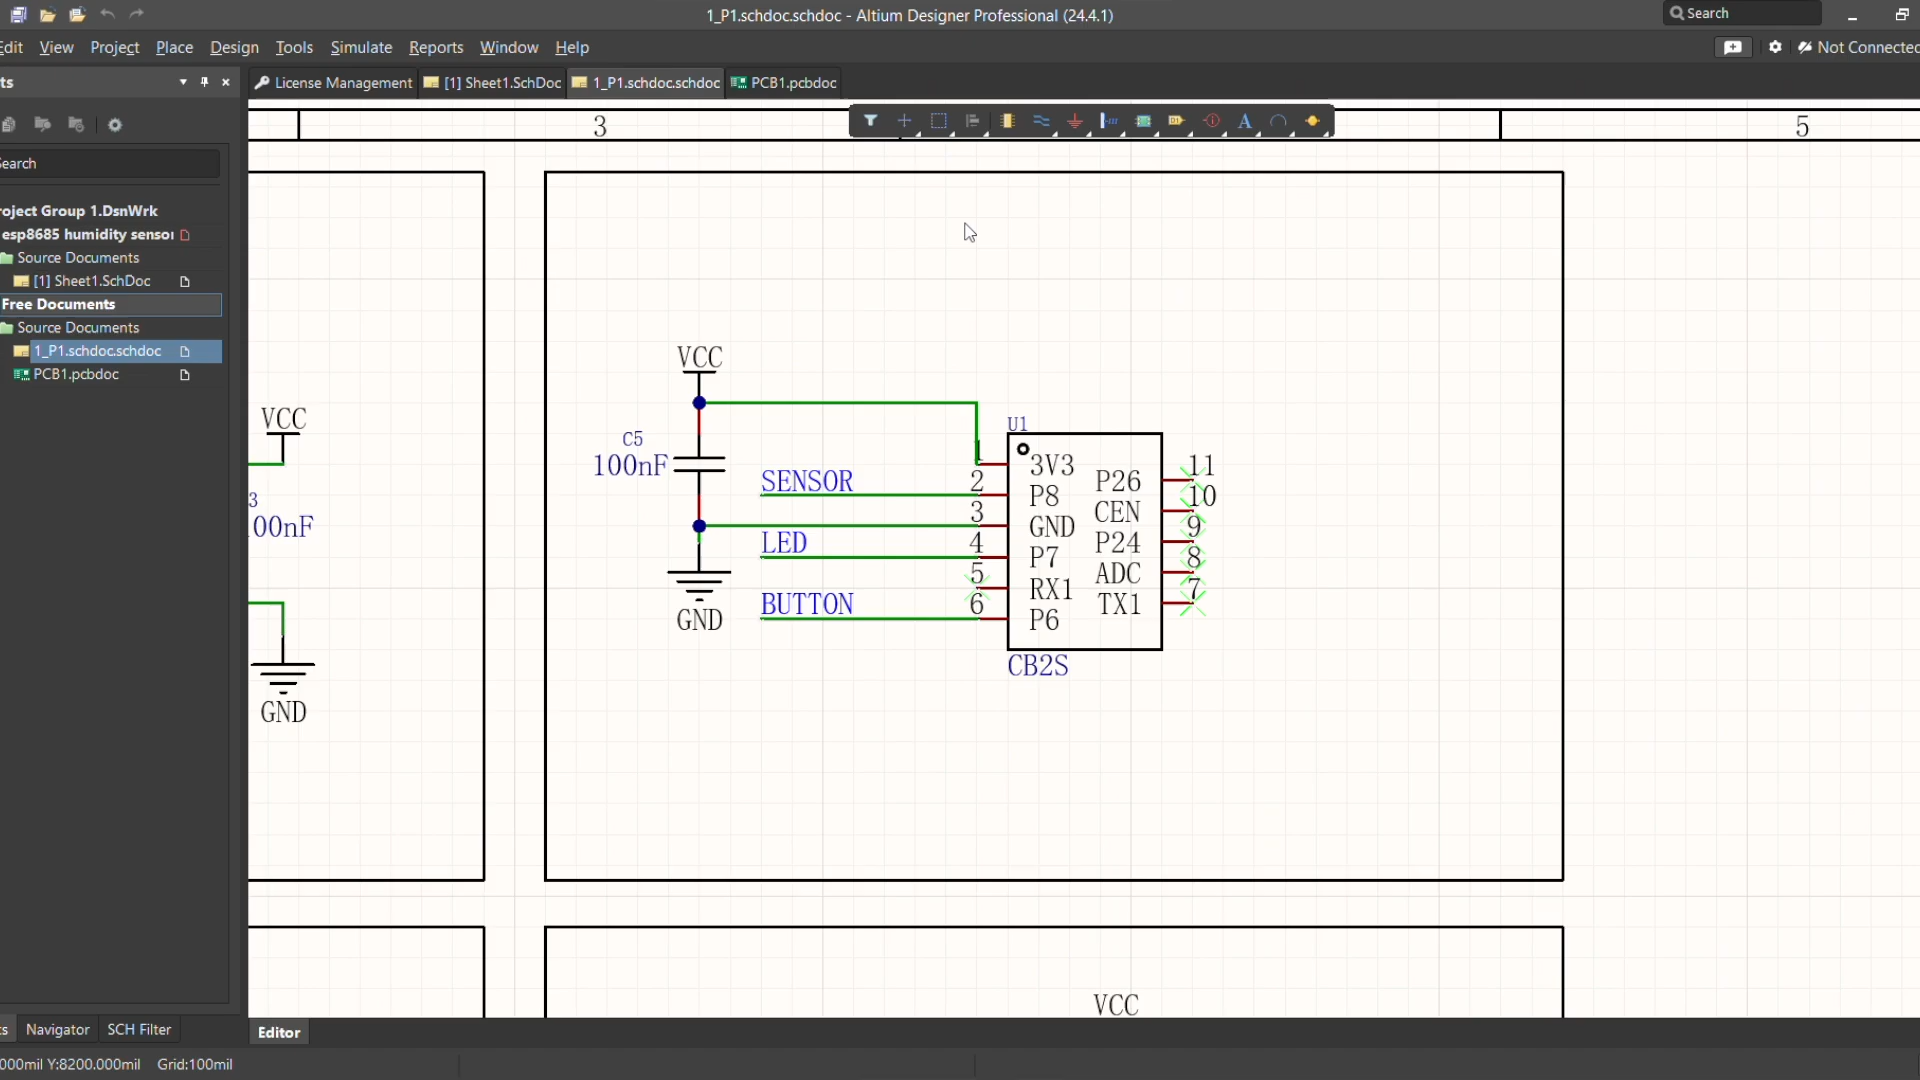 1_P1.schdoc.schdoc - Altium Designer Professional (24.4.1)
Search
Edit View Project Place Design Tools Simulate Reports Window Help
Not Connected
ts
License Management
[1] Sheet1.SchDoc
1_P1.schdoc.schdoc
PCB1.pcbdoc
3
5
Search
roject Group 1.DsnWrk
esp8685 humidity sensor
Source Documents
[1] Sheet1.SchDoc
Free Documents
Source Documents
1_P1.schdoc.schdoc
PCB1.pcbdoc
VCC
3
00nF
GND
VCC
C5
100nF
GND
SENSOR
LED
BUTTON
U1
1
2
3
4
5
6
3V3
P8
GND
P7
RX1
P6
P26
CEN
P24
ADC
TX1
11
10
9
8
7
CB2S
VCC
ts
Navigator
SCH Filter
Editor
000mil Y:8200.000mil Grid:100mil